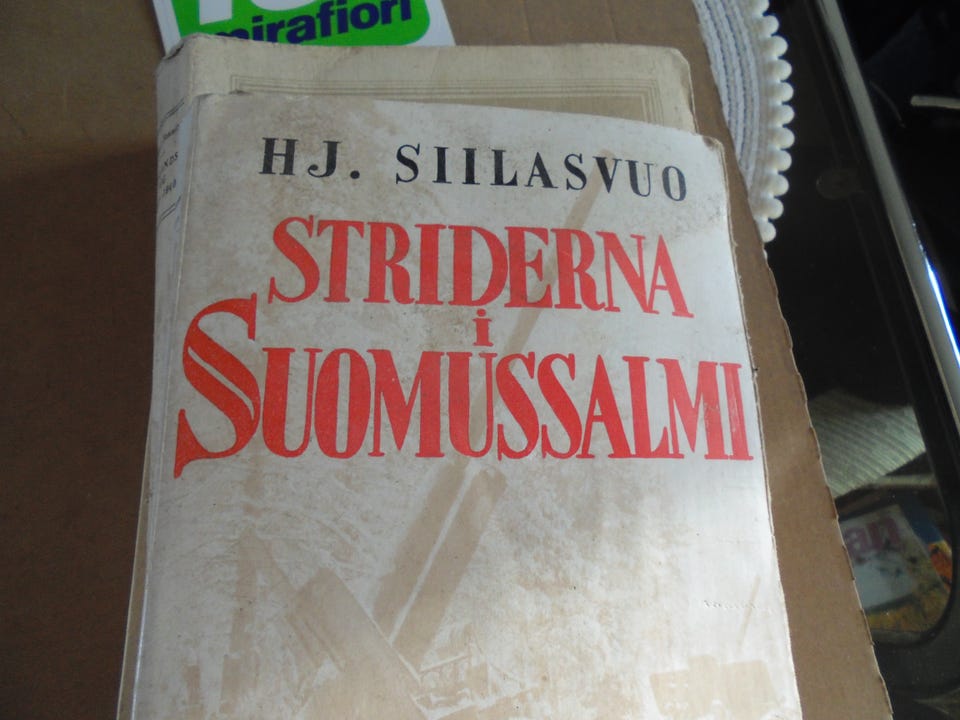 mirafiori
HJ. SIILASVUO
STRIDERNA
i
SUOMUSSALMI